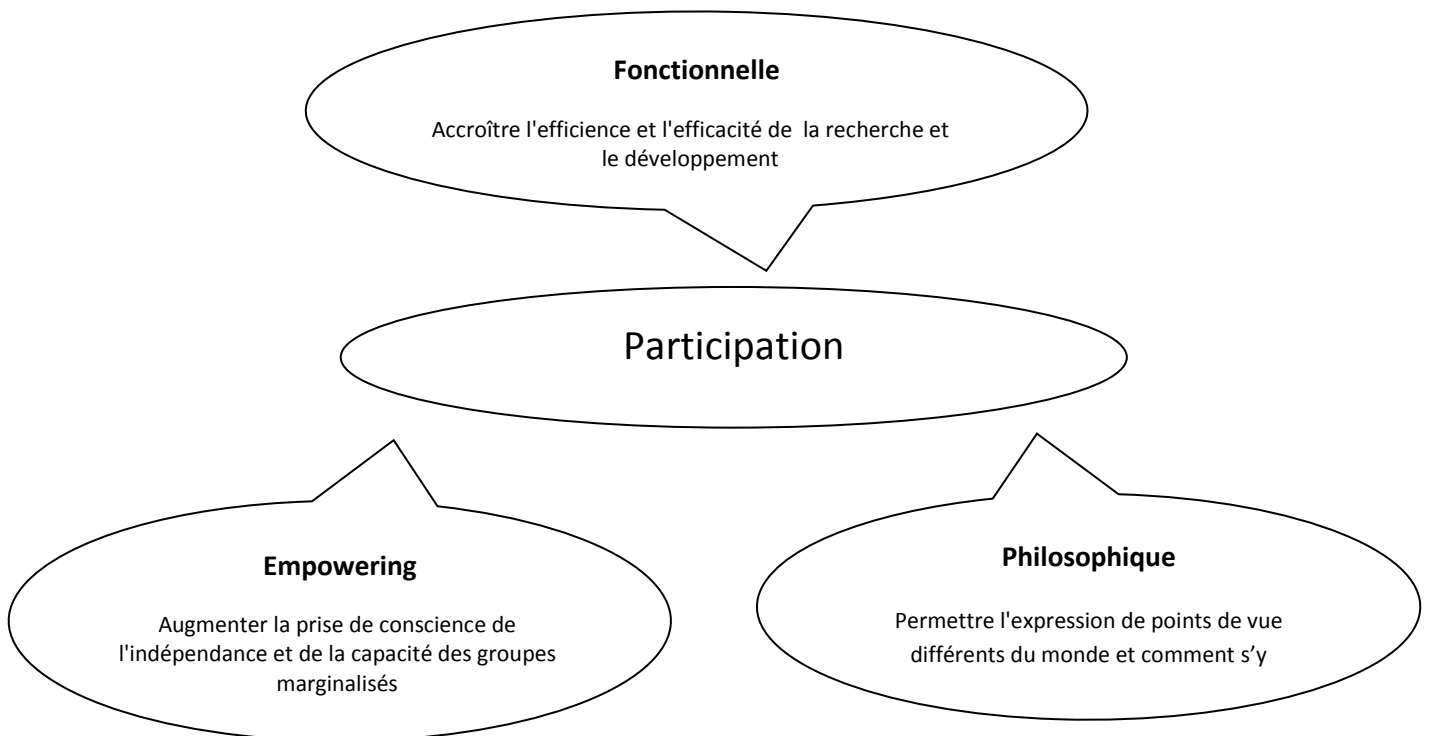 Fonctionnelle
Accroître l'efficience et l'efficacité de  la recherche et
le développement
Participation
Empowering
Augmenter la prise de conscience de
l'indépendance et de la capacité des groupes
marginalisés
Philosophique
Permettre l'expression de points de vue
différents du monde et comment s’y